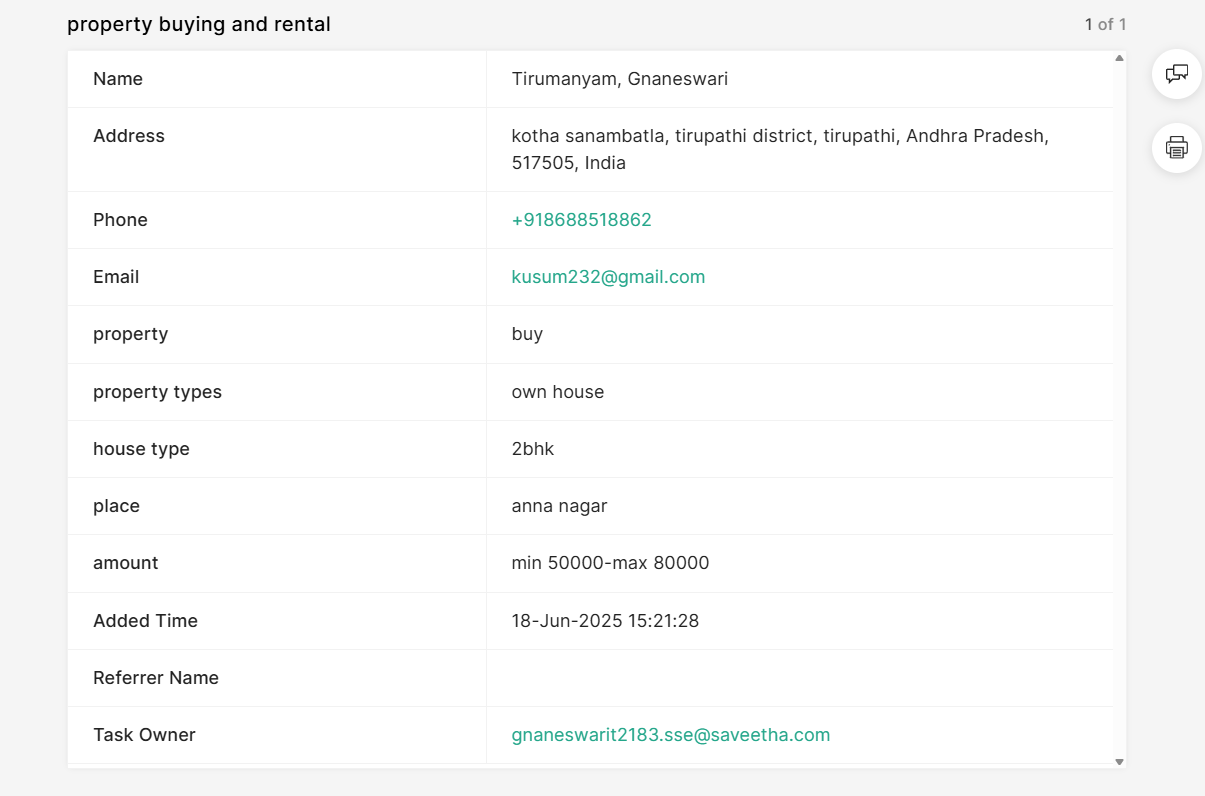 property buying and rental
1 of 1
Name
Tirumanyam, Gnaneswari
Address
kotha sanambatla, tirupathi district, tirupathi, Andhra Pradesh,
517505, India
Phone
+918688518862
Email
kusum232@gmail.com
property
buy
property types
own house
house type
2bhk
place
anna nagar
amount
min 50000-max 80000
Added Time
18-Jun-2025 15:21:28
Referrer Name
Task Owner
gnaneswarit2183.sse@saveetha.com